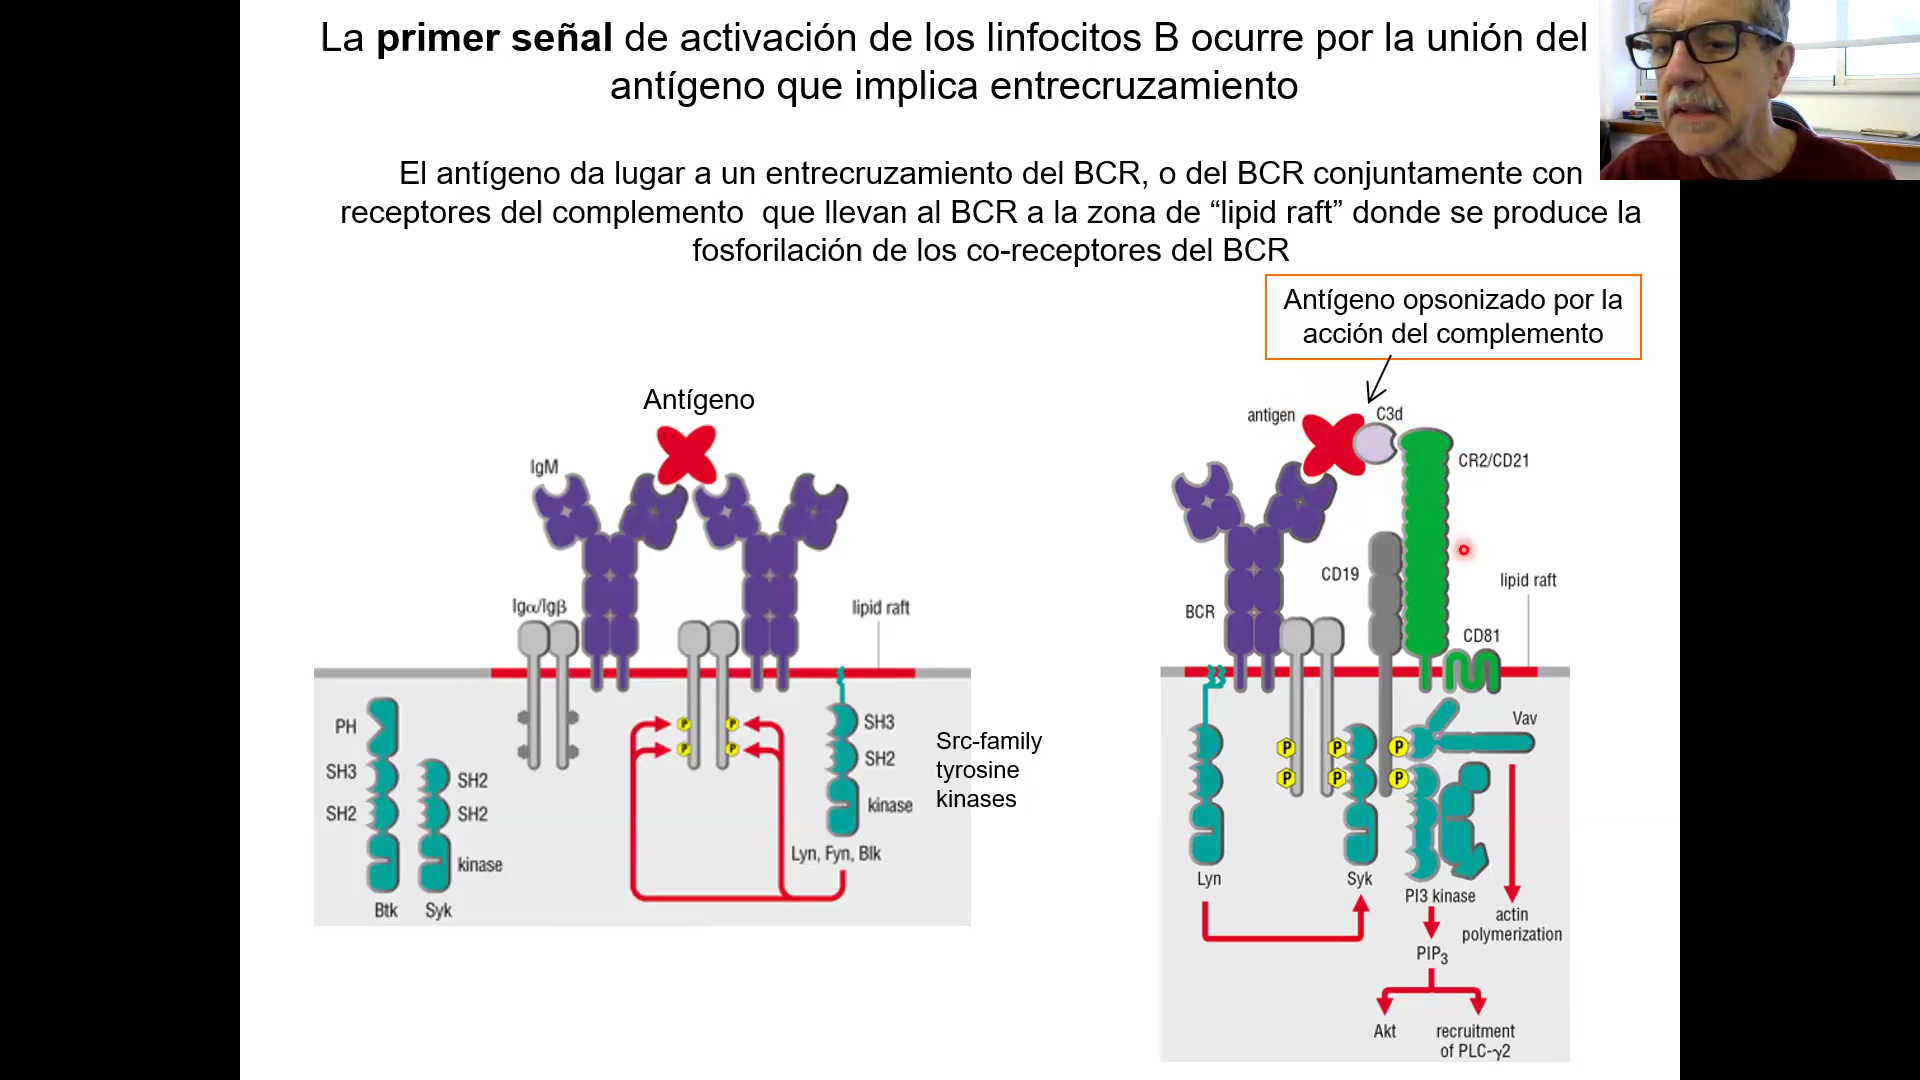 La primer señal de activación de los linfocitos B ocurre por la unión del
antígeno que implica entrecruzamiento
El antígeno da lugar a un entrecruzamiento del BCR, o del BCR conjuntamente con
receptores del complemento que llevan al BCR a la zona de “lipid raft” donde se produce la
fosforilación de los co-receptores del BCR
Antígeno opsonizado por la
acción del complemento
Antígeno
IgM
Igα/Igβ
lipid raft
PH
SH3
SH2
SH2
SH2
kinase
Btk
Syk
P
P
P
P
SH3
SH2
kinase
Lyn, Fyn, Blk
Src-family
tyrosine
kinases
antigen
C3d
CR2/CD21
CD19
BCR
lipid raft
CD81
Vav
P
P
P
P
P
P
Lyn
Syk
PI3 kinase
actin
polymerization
PIP3
Akt
recruitment
of PLC-γ2